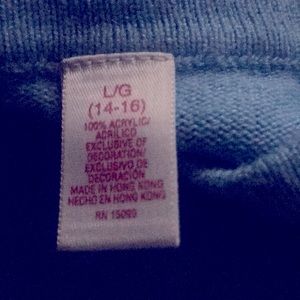 L/G
(14-16)
100% ACRYLIC/
ACRILICO
EXCLUSIVE OF
DECORATION/
EXCLUSIVO DE
DECORACION
MADE IN HONG KONG
HECHO EN HONG KONG
RN 15099